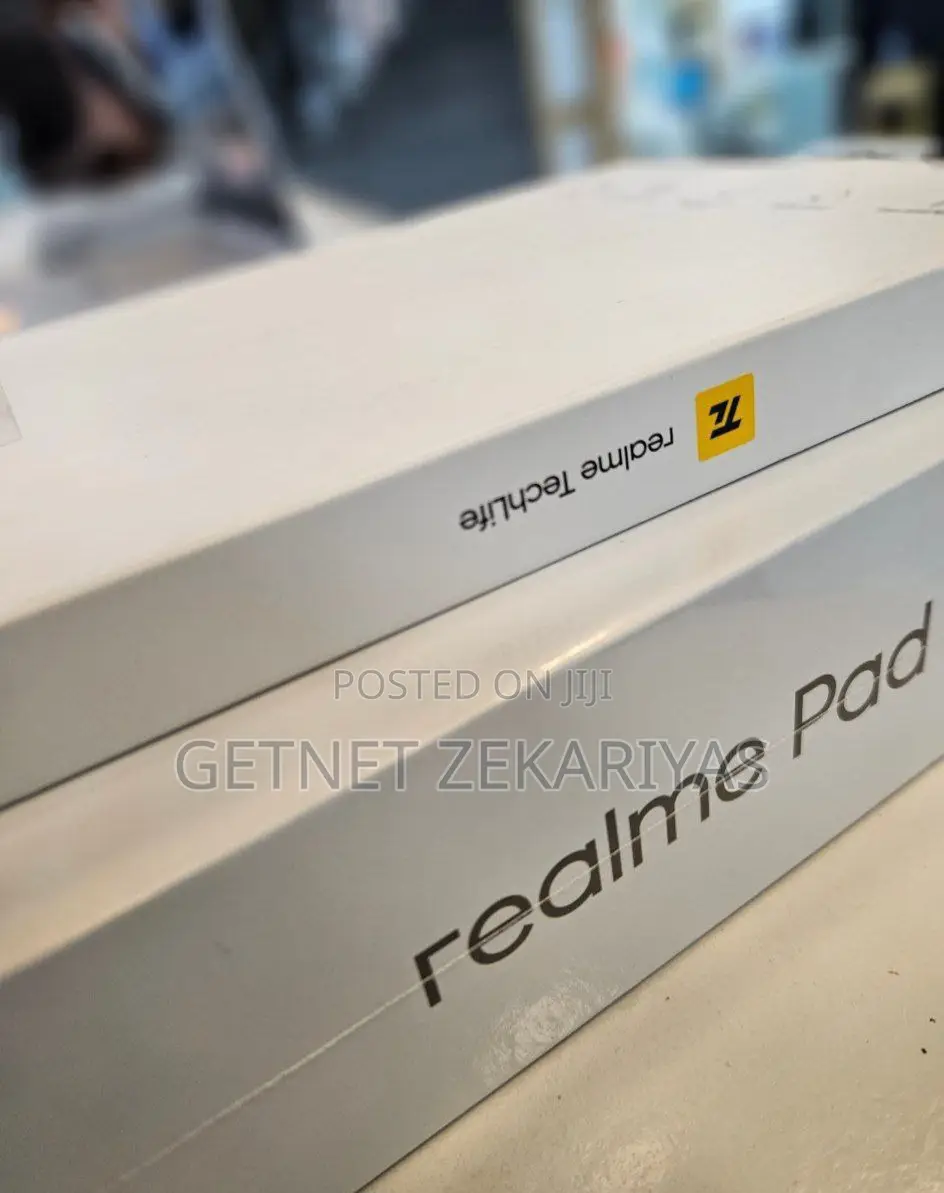 TL realme TechLife
POSTED ON JIJI
GETNET ZEKARIYAS
realme Pad